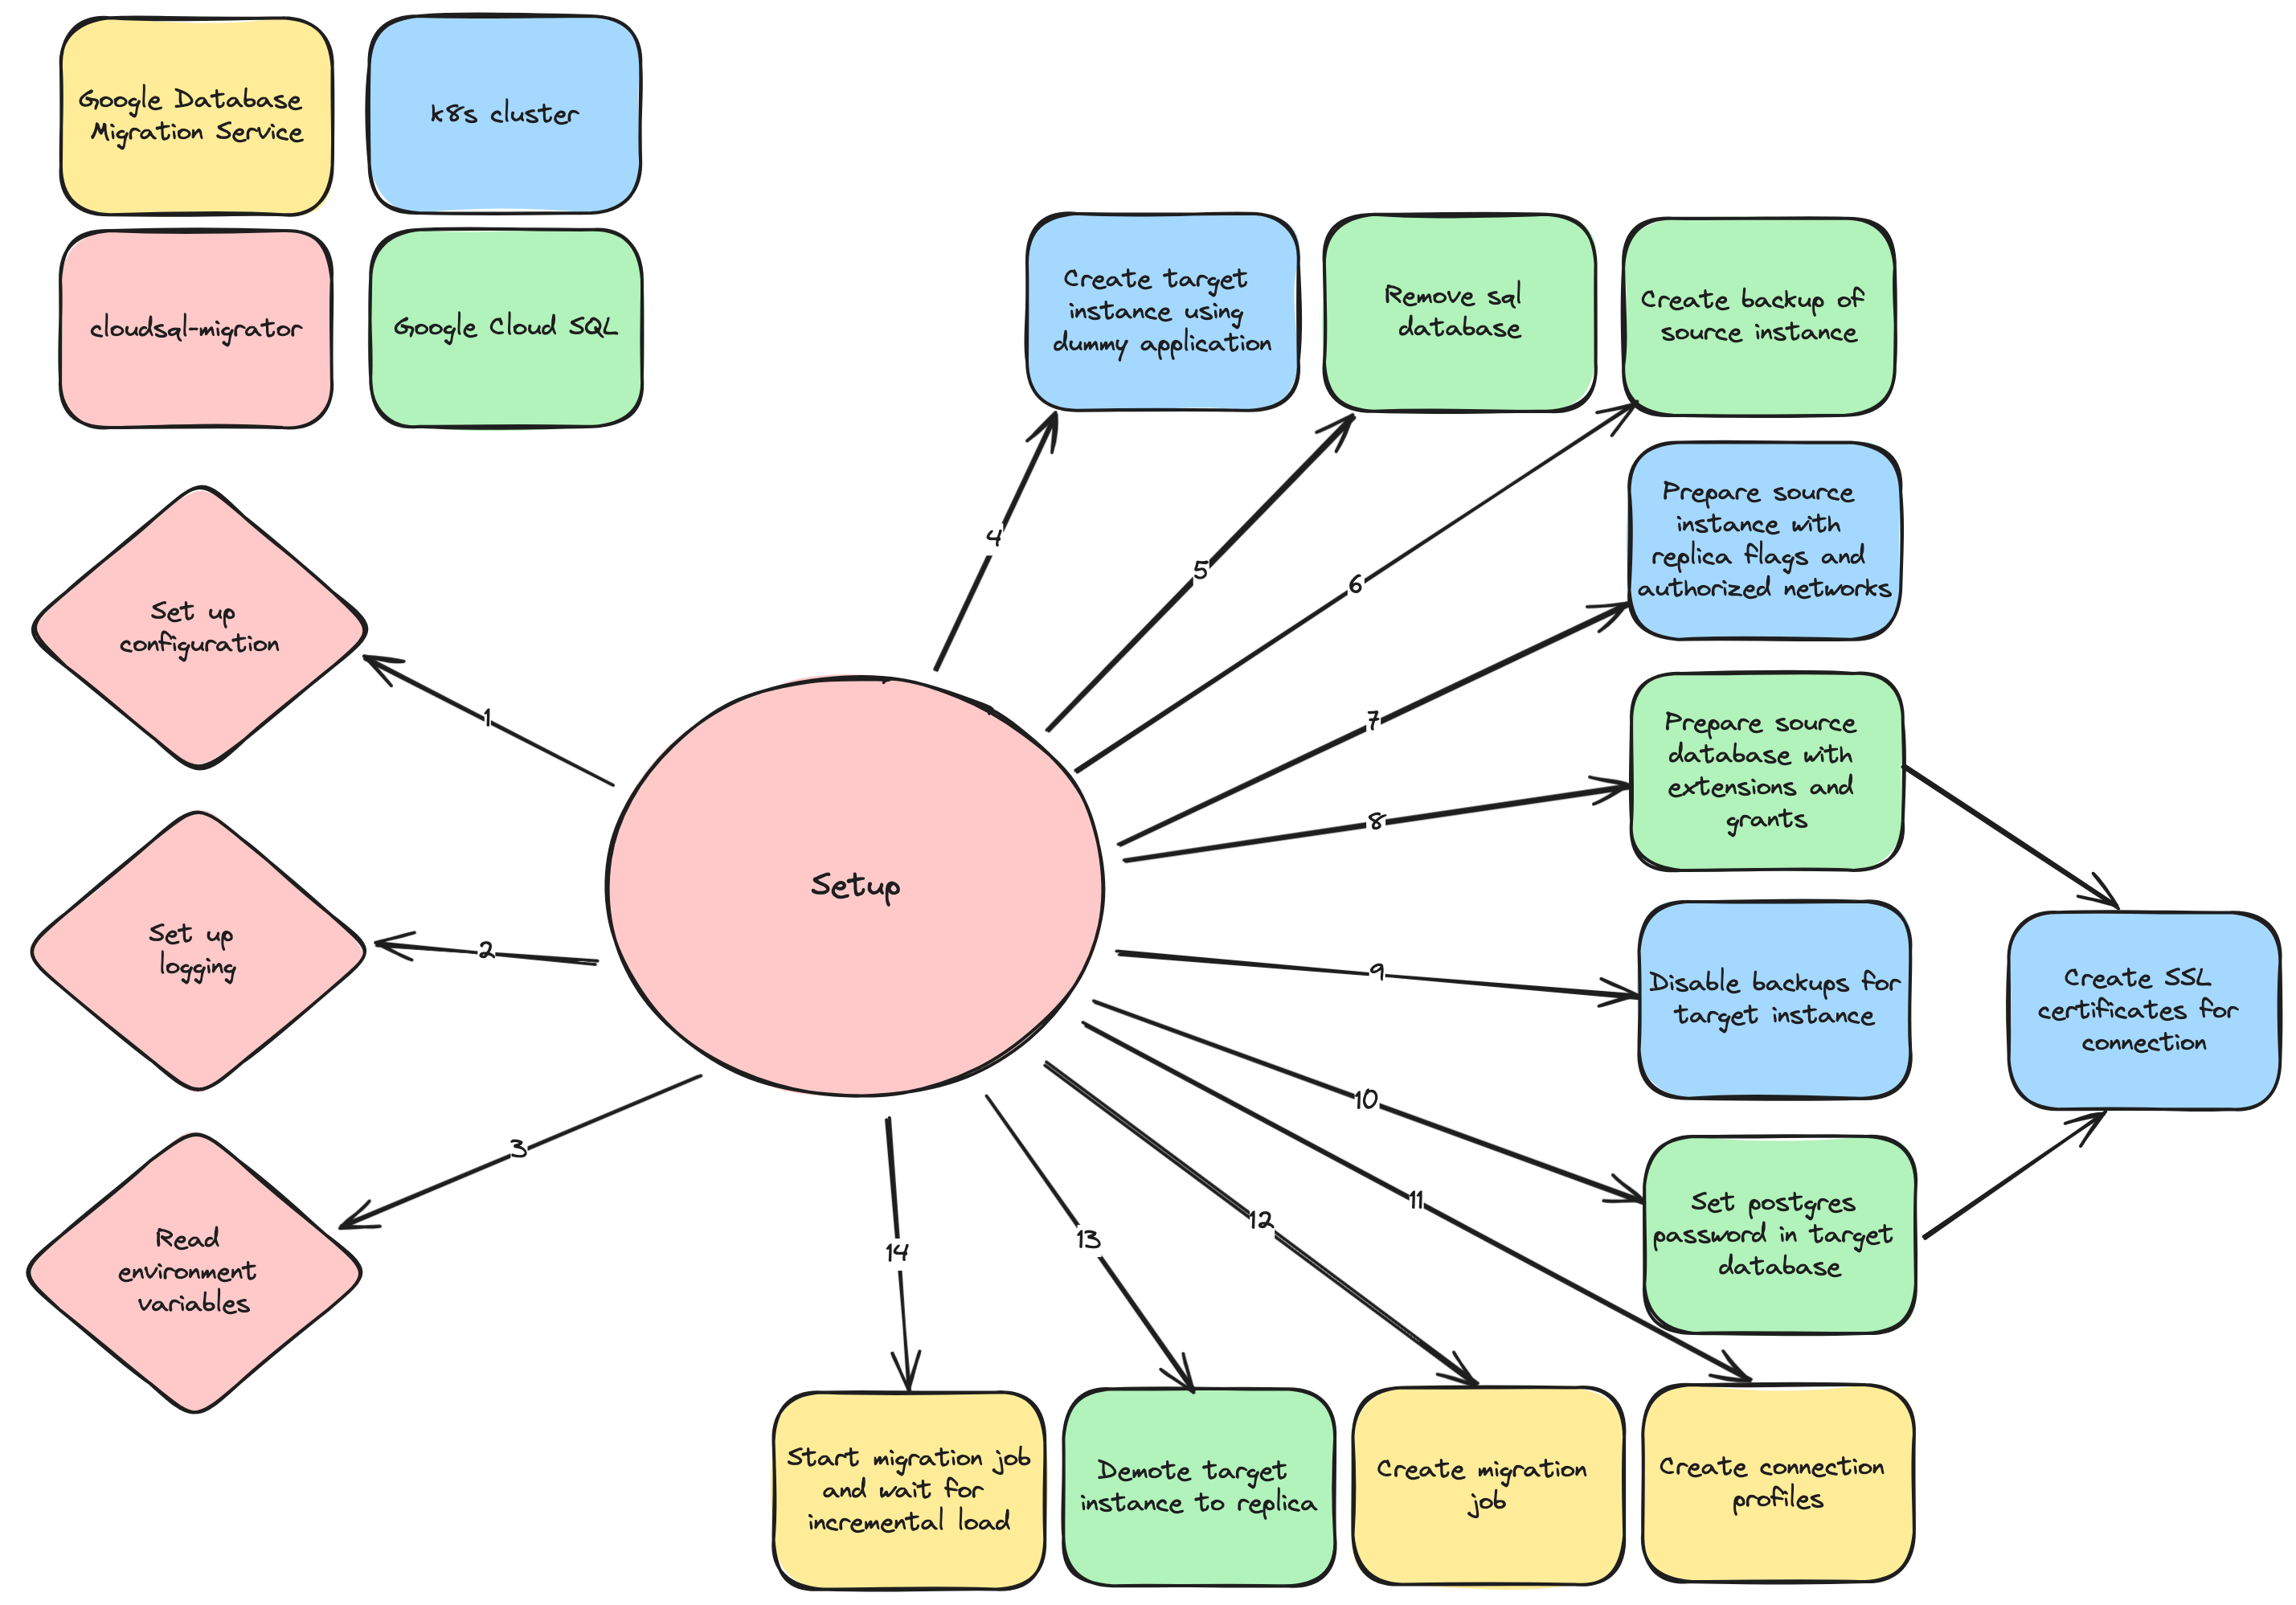 Google Database
Migration Service
k8s cluster
cloudsql-migrator
Google Cloud SQL
Set up
configuration
Set up
logging
Read
environment
variables
Setup
1
2
3
4
5
6
7
8
9
10
11
12
13
14
Create target
instance using
dummy application
Remove sql
database
Create backup of
source instance
Prepare source
instance with
replica flags and
authorized networks
Prepare source
database with
extensions and
grants
Disable backups for
target instance
Create SSL
certificates for
connection
Set postgres
password in target
database
Start migration job
and wait for
incremental load
Demote target
instance to replica
Create migration
job
Create connection
profiles